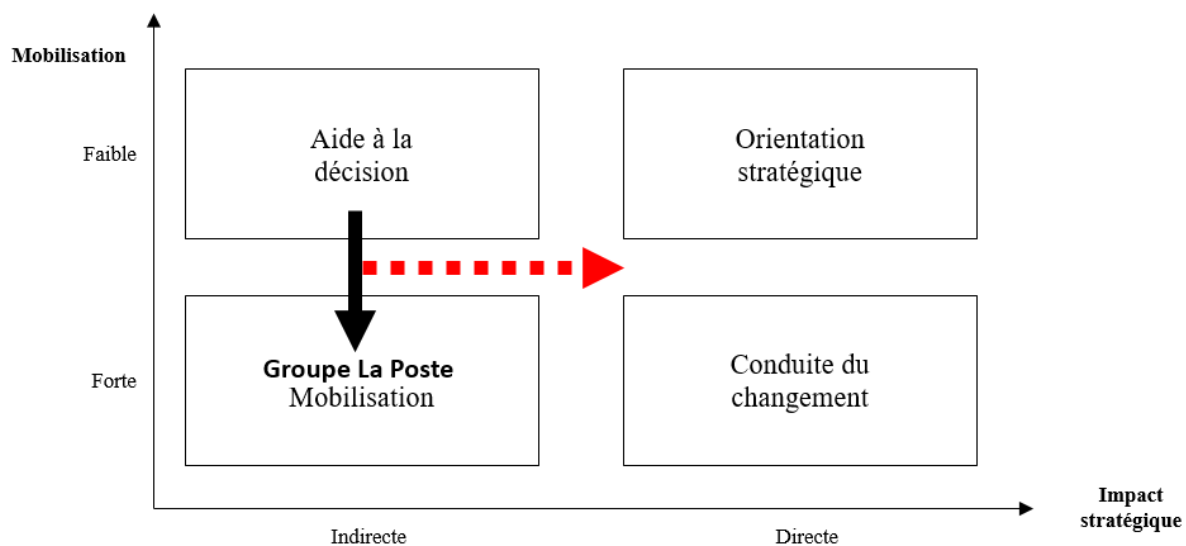 Mobilisation
Aide à la
décision
Orientation
stratégique
Faible
Groupe La Poste
Mobilisation
Conduite du
changement
Forte
Impact
stratégique
Indirecte
Directe